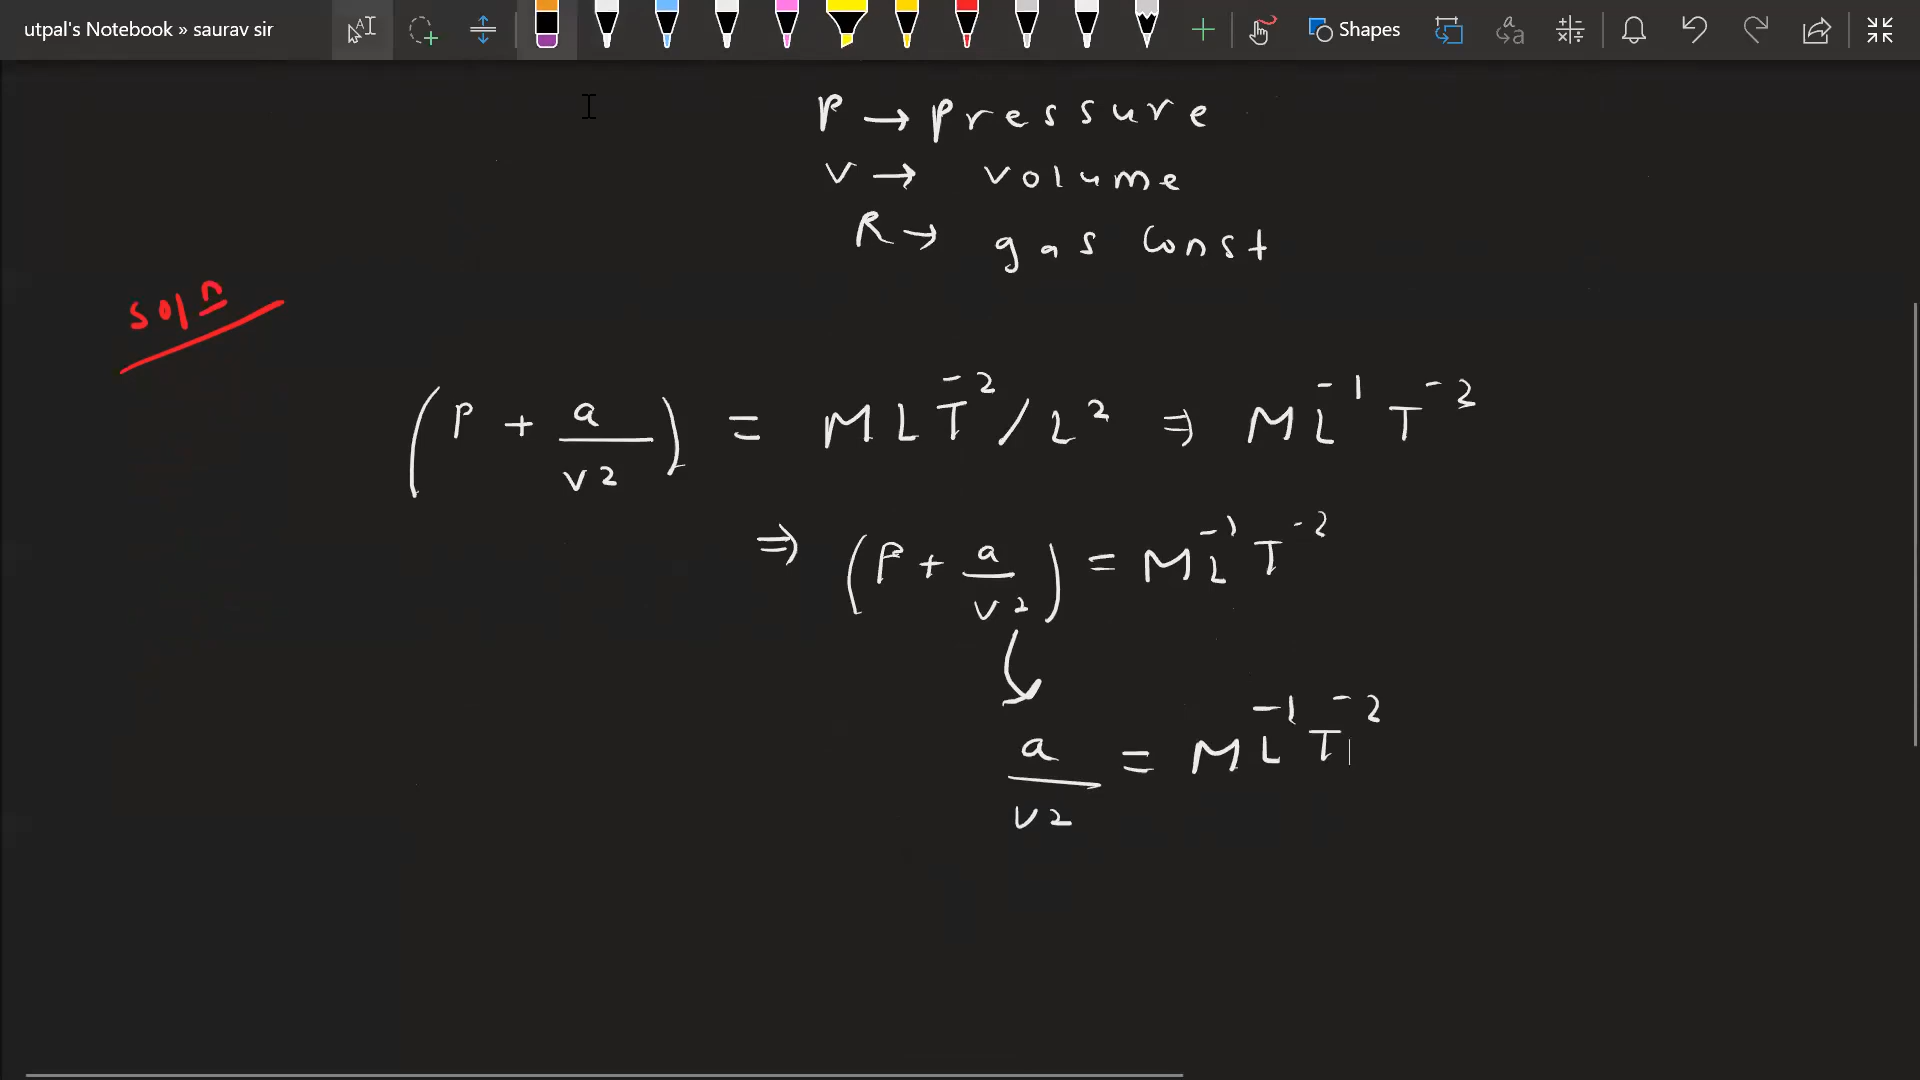 utpal's Notebook » saurav sir
Shapes
P → Pressure
V → Volume
R → gas Const
Solⁿ
(P + a/v²) = MLT⁻²/L² ⇒ ML⁻¹T⁻²
⇒ (P + a/v²) = ML⁻¹T⁻²
a/v² = ML⁻¹T⁻²